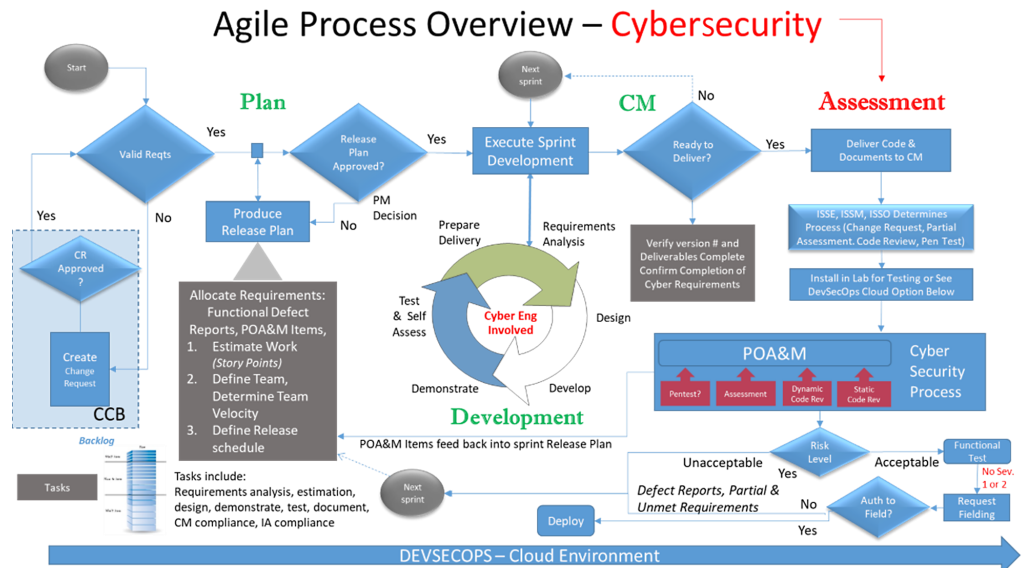 Agile Process Overview – Cybersecurity
Start
Plan
Next
sprint
CM
No
Assessment
Valid Reqts
Yes
Release
Plan
Approved?
Yes
Execute Sprint
Development
Ready to
Deliver?
Yes
Deliver Code &
Documents to CM
Yes
No
Produce
Release Plan
No
PM
Decision
Prepare
Delivery
Requirements
Analysis
Verify version # and
Deliverables Complete
Confirm Completion of
Cyber Requirements
ISSE, ISSM, ISSO Determines
Process (Change Request, Partial
Assessment. Code Review, Pen Test)
Install in Lab for Testing or See
DevSecOps Cloud Option Below
CR
Approved
?
Create
Change
Request
CCB
Allocate Requirements:
Functional Defect
Reports, POA&M Items,
1. Estimate Work
(Story Points)
2. Define Team,
Determine Team
Velocity
3. Define Release
schedule
Test
& Self
Assess
Cyber Eng
Involved
Design
Demonstrate
Develop
Development
POA&M
Cyber
Security
Process
Pentest?
Assessment
Dynamic
Code Rev
Static
Code Rev
POA&M Items feed back into sprint Release Plan
Backlog
Tasks
Tasks include:
Requirements analysis, estimation,
design, demonstrate, test, document,
CM compliance, IA compliance
Next
sprint
Unacceptable
Risk
Level
Yes
Acceptable
Functional
Test
No Sev.
1 or 2
Defect Reports, Partial &
Unmet Requirements
No
Auth to
Field?
Request
Fielding
Deploy
Yes
DEVSECOPS – Cloud Environment